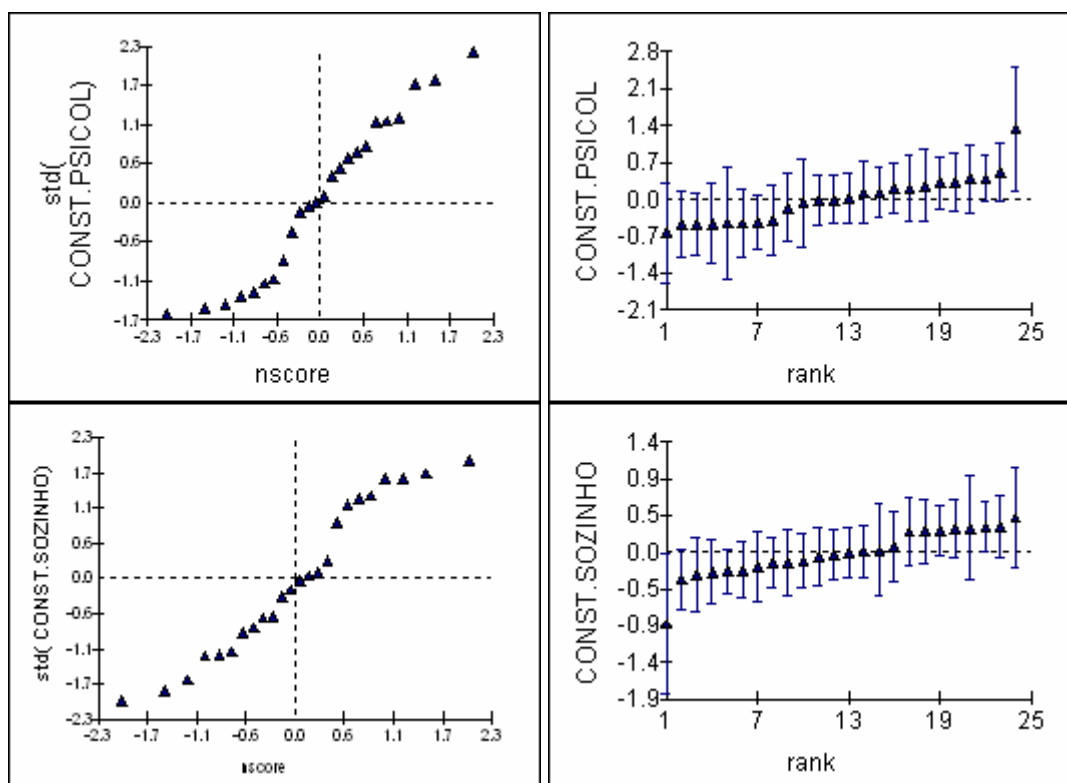 std(
CONST.PSICOL)
2.3
1.7
1.1
0.6
0.0
-0.6
-1.1
-1.7
-2.3 -1.7 -1.1 -0.6 0.0 0.6 1.1 1.7 2.3
nscore
CONST.PSICOL
2.8
2.1
1.4
0.7
0.0
-0.7
-1.4
-2.1
1 7 13 19 25
rank
std( CONST.SOZINHO)
2.3
1.7
1.1
0.6
0.0
-0.6
-1.1
-1.7
-2.3
-2.3 -1.7 -1.1 -0.6 0.0 0.6 1.1 1.7 2.3
nscore
CONST.SOZINHO
1.4
0.9
0.5
0.0
-0.5
-0.9
-1.4
-1.9
1 7 13 19 25
rank